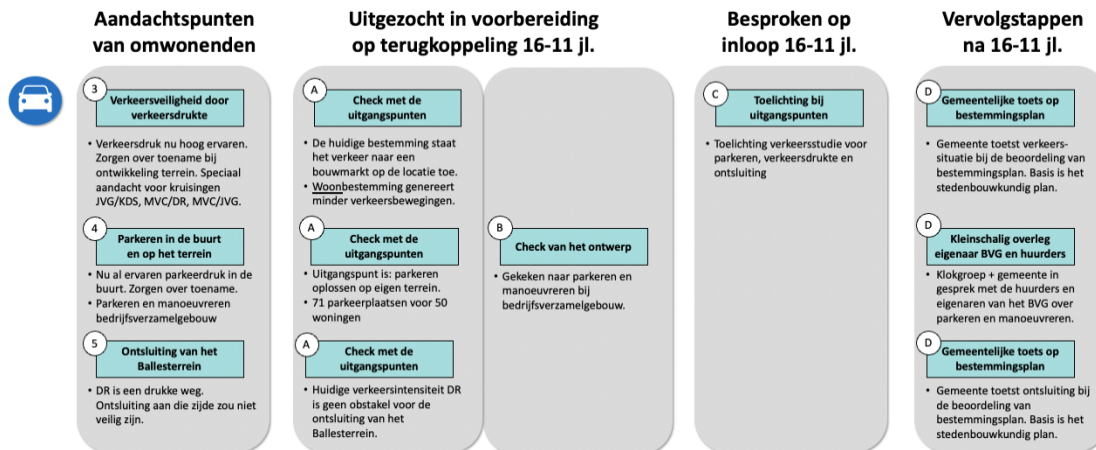 Aandachtspunten
van omwonenden
Uitgezocht in voorbereiding
op terugkoppeling 16-11 jl.
Besproken op
inloop 16-11 jl.
Vervolgstappen
na 16-11 jl.
3
Verkeersveiligheid door
verkeersdrukte
• Verkeersdruk nu hoog ervaren.
Zorgen over toename bij
ontwikkeling terrein. Speciaal
aandacht voor kruisingen
JVG/KDS, MVC/DR, MVC/JVG.
A
Check met de
uitgangspunten
• De huidige bestemming staat
het verkeer naar een
bouwmarkt op de locatie toe.
• Woonbestemming genereert
minder verkeersbewegingen.
C
Toelichting bij
uitgangspunten
• Toelichting verkeersstudie voor
parkeren, verkeersdrukte en
ontsluiting
D
Gemeentelijke toets op
bestemmingsplan
• Gemeente toetst verkeers-
situatie bij de beoordeling van
bestemmingsplan. Basis is het
stedenbouwkundig plan.
4
Parkeren in de buurt
en op het terrein
• Nu al ervaren parkeerdruk in de
buurt. Zorgen over toename.
• Parkeren en manoeuvreren
bedrijfsverzamelgebouw
A
Check met de
uitgangspunten
• Uitgangspunt is: parkeren
oplossen op eigen terrein.
• 71 parkeerplaatsen voor 50
woningen
B
Check van het ontwerp
• Gekeken naar parkeren en
manoeuvreren bij
bedrijfsverzamelgebouw.
D
Kleinschalig overleg
eigenaar BVG en huurders
• Klokgroep + gemeente in
gesprek met de huurders en
eigenaren van het BVG over
parkeren en manoeuvreren.
5
Ontsluiting van het
Ballesterrein
• DR is een drukke weg.
Ontsluiting aan die zijde zou niet
veilig zijn.
A
Check met de
uitgangspunten
• Huidige verkeersintensiteit DR
is geen obstakel voor de
ontsluiting van het
Ballesterrein.
D
Gemeentelijke toets op
bestemmingsplan
• Gemeente toetst ontsluiting bij
de beoordeling van
bestemmingsplan. Basis is het
stedenbouwkundig plan.